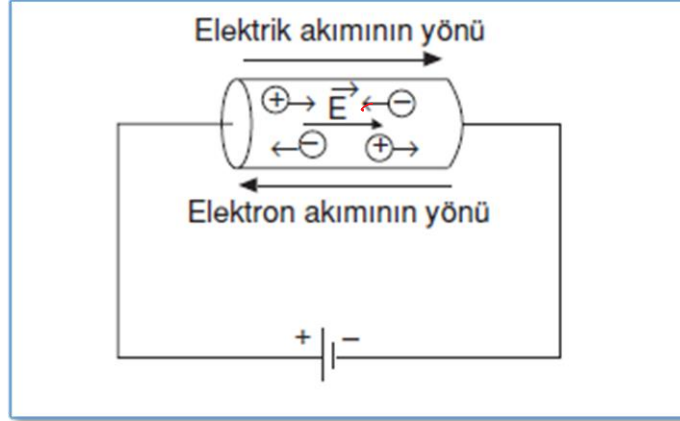 Elektrik akımının yönü
+ E −
− +
Elektron akımının yönü
+ −